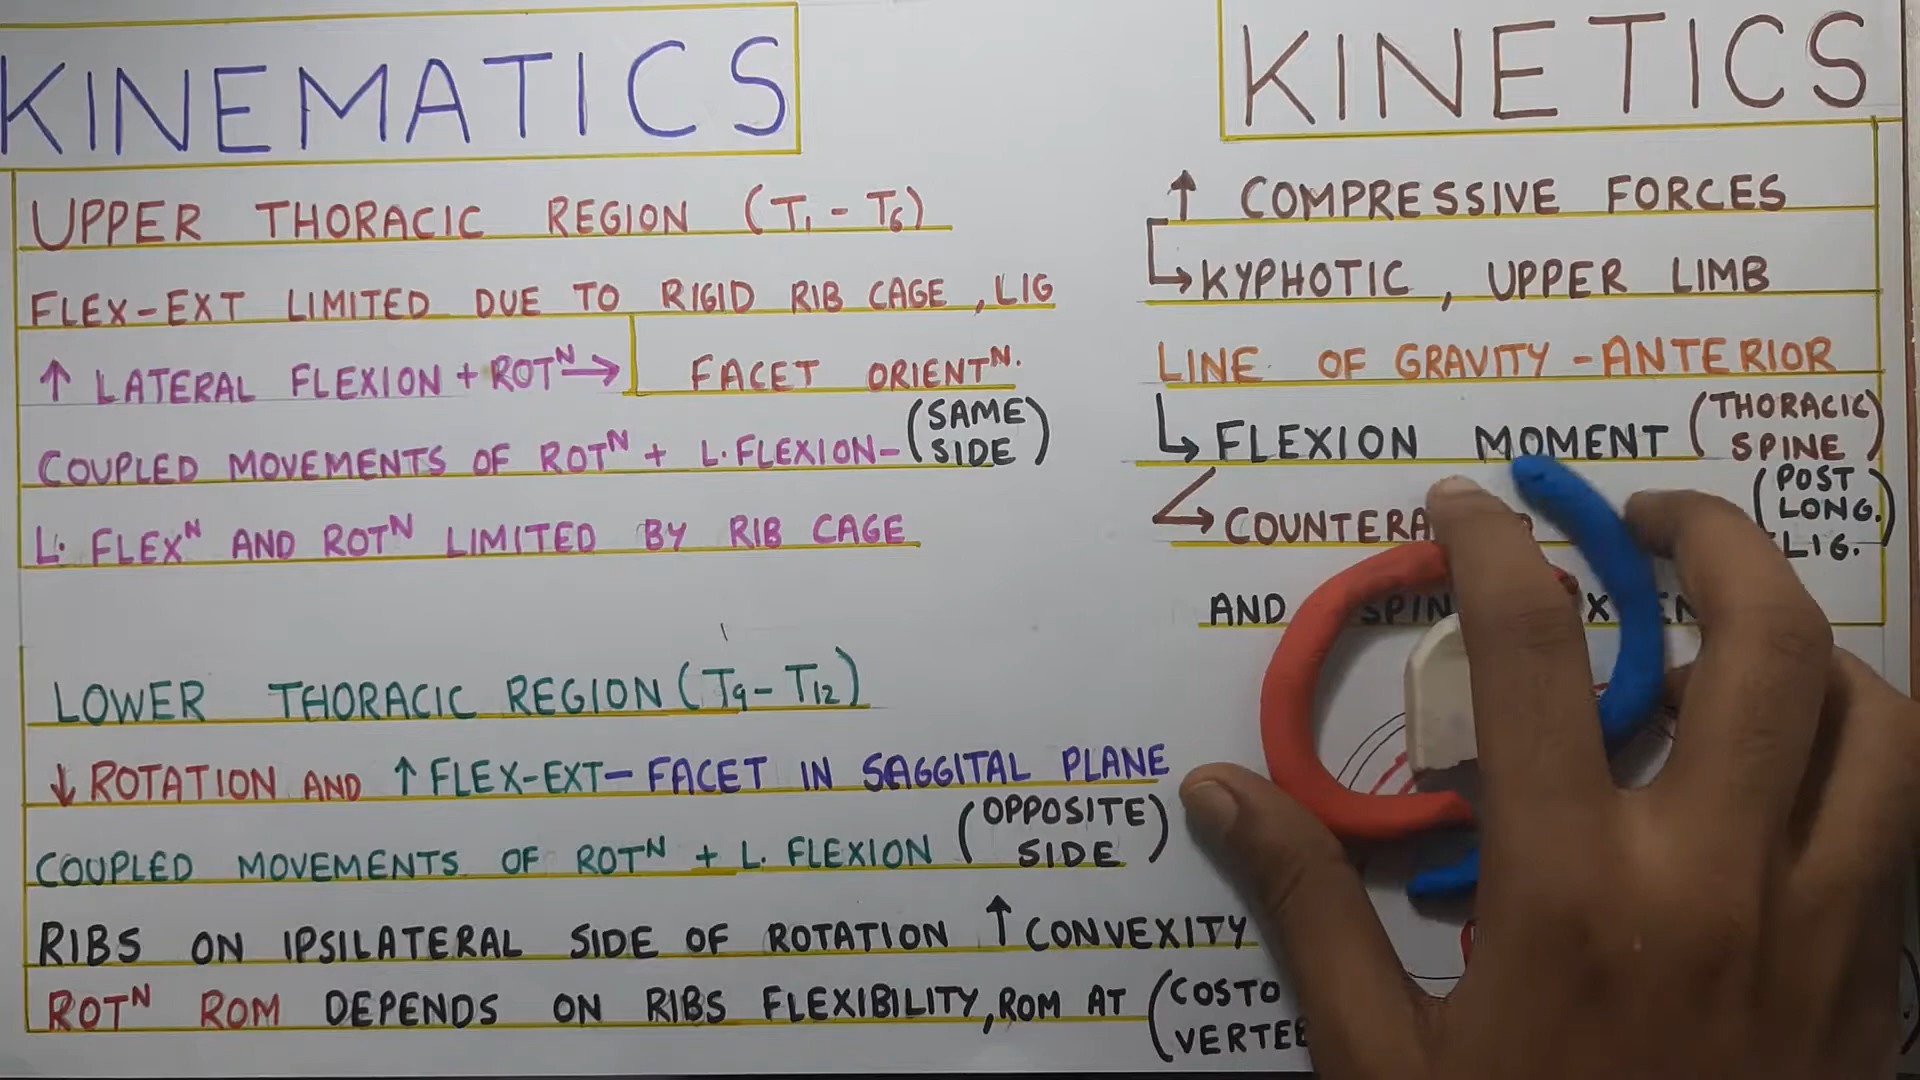 KINEMATICS
UPPER THORACIC REGION (T1 - T6)
FLEX-EXT LIMITED DUE TO RIGID RIB CAGE, LIG
↑ LATERAL FLEXION + ROTN → FACET ORIENTN.
COUPLED MOVEMENTS OF ROTN + L. FLEXION - (SAME SIDE)
L. FLEXN AND ROTN LIMITED BY RIB CAGE
LOWER THORACIC REGION (T9 - T12)
↓ ROTATION AND ↑ FLEX-EXT - FACET IN SAGGITAL PLANE
COUPLED MOVEMENTS OF ROTN + L. FLEXION (OPPOSITE SIDE)
RIBS ON IPSILATERAL SIDE OF ROTATION ↑ CONVEXITY
ROTN ROM DEPENDS ON RIBS FLEXIBILITY, ROM AT (COSTO
KINETICS
↑ COMPRESSIVE FORCES
↳ KYPHOTIC, UPPER LIMB
LINE OF GRAVITY - ANTERIOR
↳ FLEXION MOMENT (THORACIC SPINE)
(POST LONG. LIG.)
AND